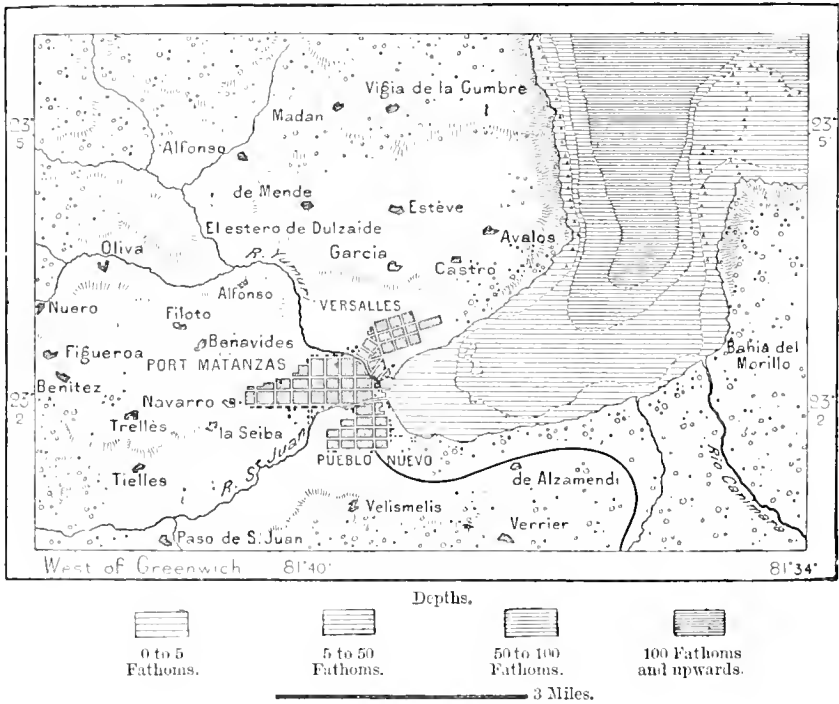 Vigia de la Cumbre
Madan
23°
5'
23°
5'
Alfonso
de Mende
Estève
El estero de Dulzaide
Avalos
Oliva
R. Yumuri
Garcia
Castro
Alfonso
VERSALLES
Nuero
Filoto
Benavides
Figueroa
PORT MATANZAS
Bahia del
Morillo
Benitez
23°
2'
Navarro
23°
2'
Trellès
la Seiba
R. St Juan
PUEBLO NUEVO
Tielles
de Alzamendi
Rio Canimara
Velismelis
Verrier
Paso de S. Juan
West of Greenwich 81°40' 81°34'
Depths.
0 to 5
Fathoms.
5 to 50
Fathoms.
50 to 100
Fathoms.
100 Fathoms
and upwards.
3 Miles.